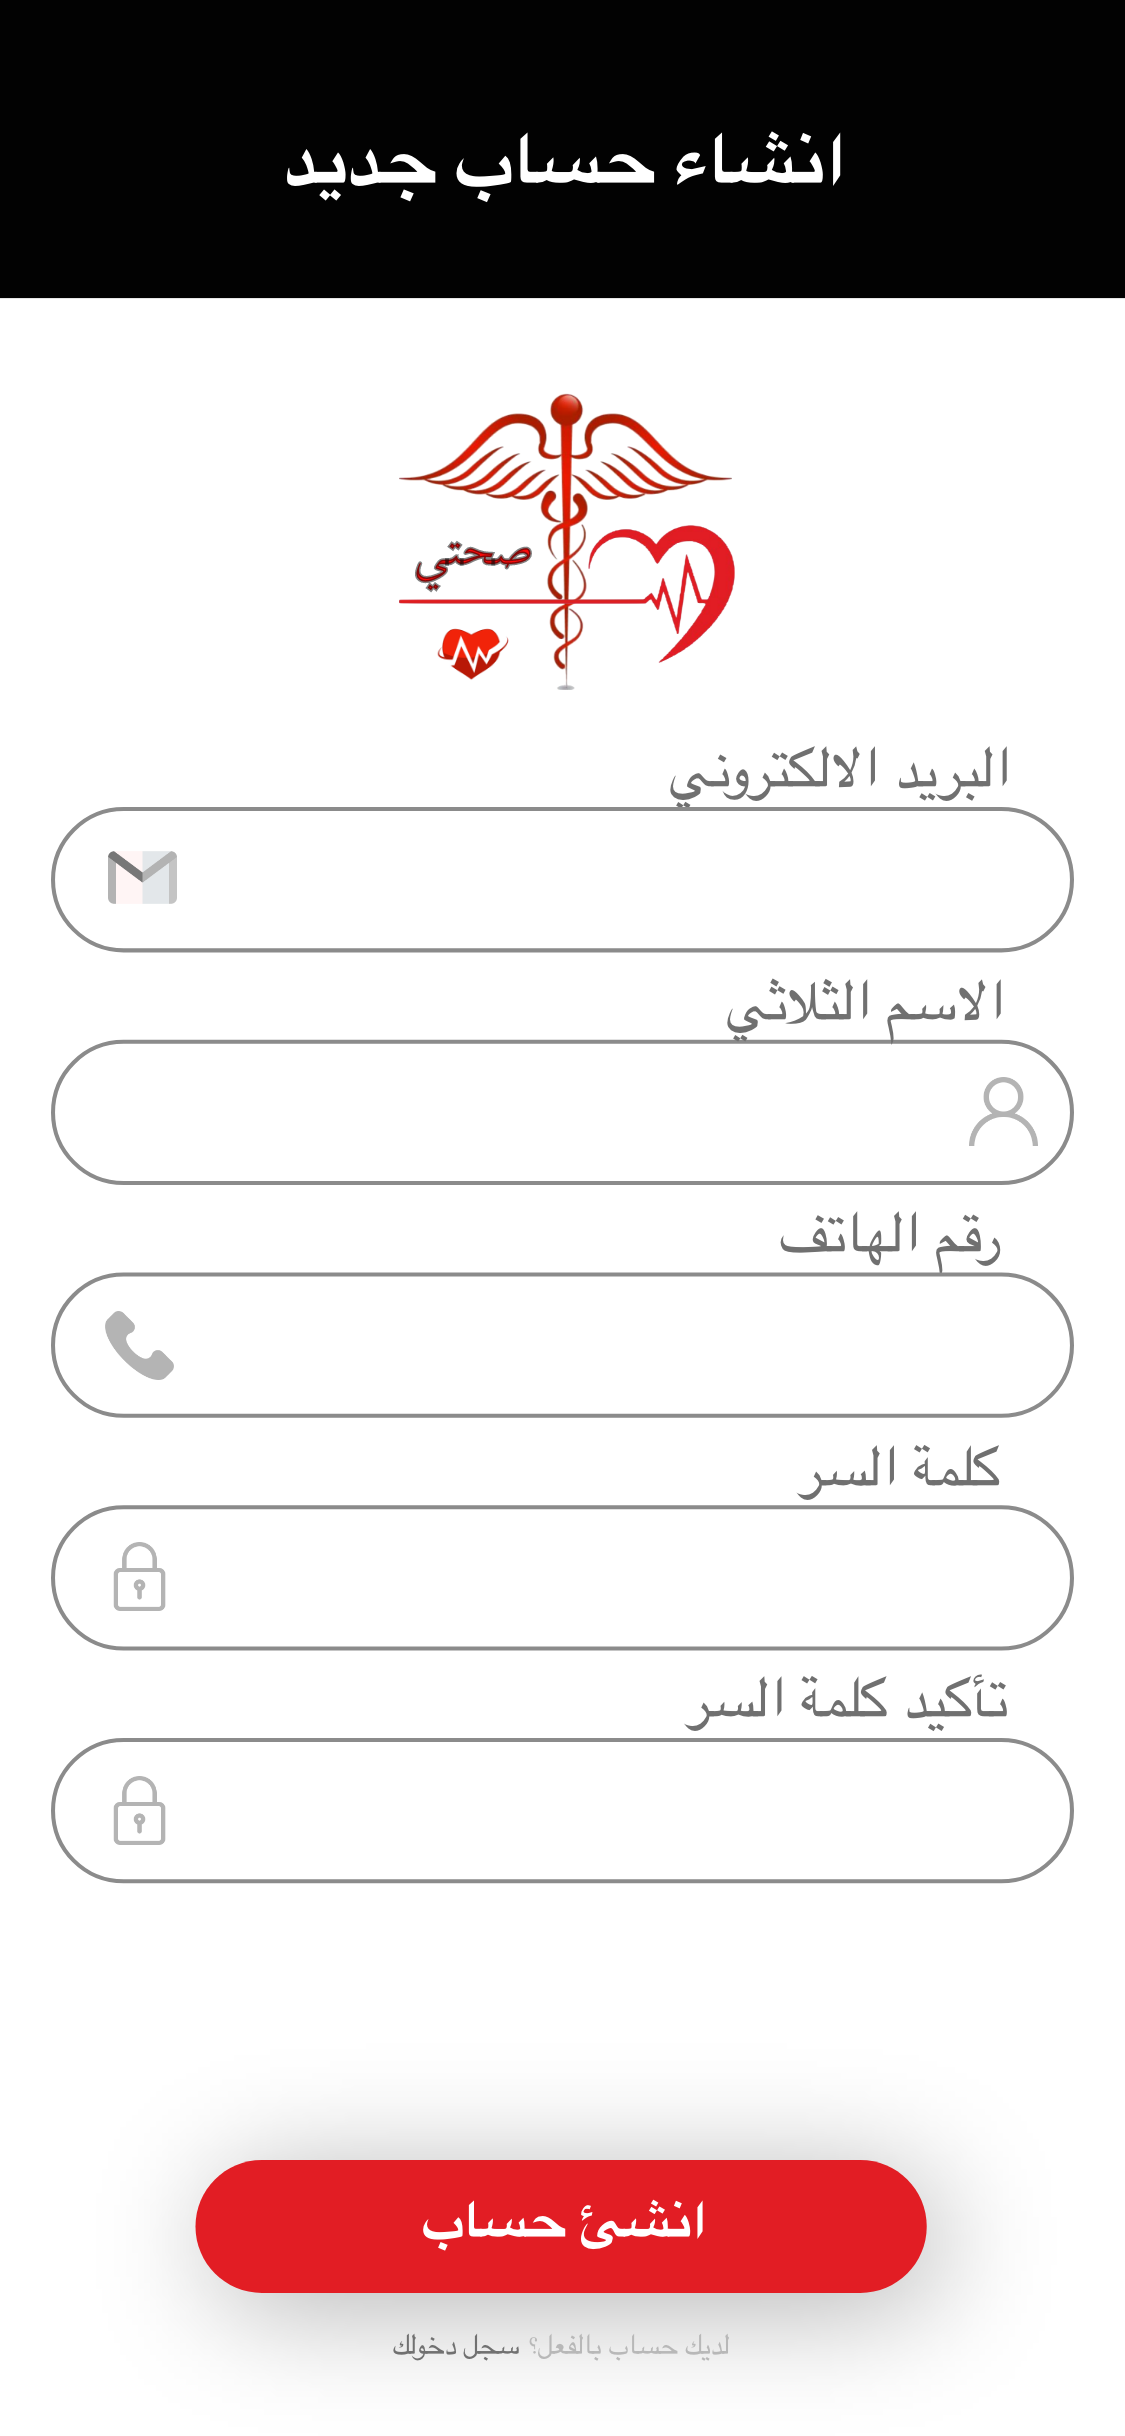 انشاء حساب جديد
صحتي
البريد الالكتروني
الاسم الثلاثي
رقم الهاتف
كلمة السر
تأكيد كلمة السر
انشئ حساب
لديك حساب بالفعل؟ سجل دخولك